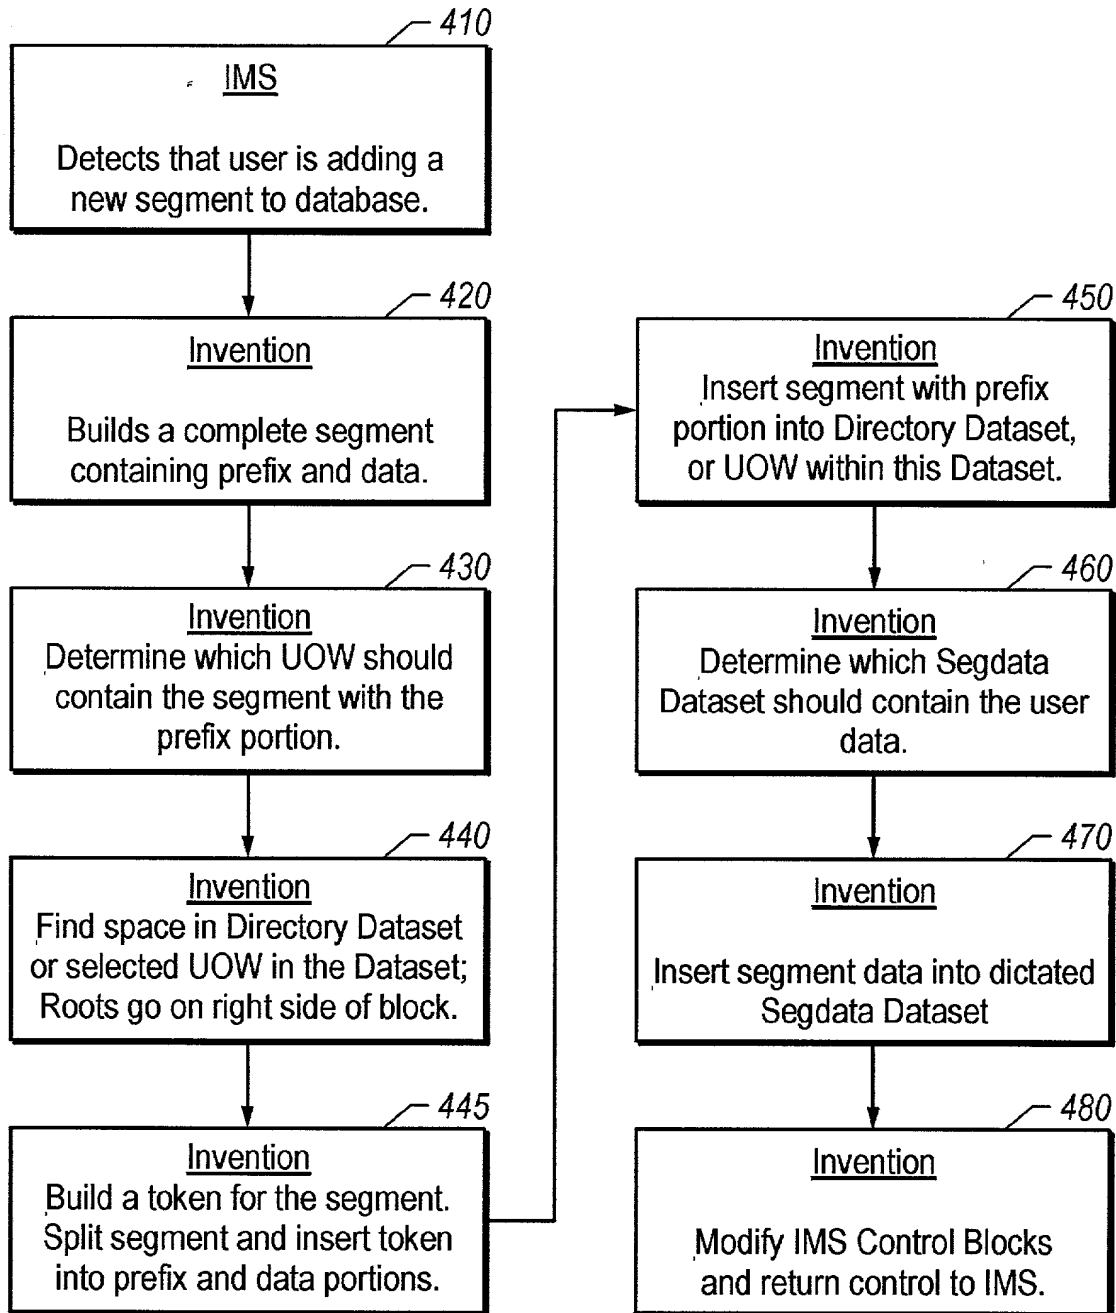 410
IMS
Detects that user is adding a
new segment to database.
420
Invention
Builds a complete segment
containing prefix and data.
430
Invention
Determine which UOW should
contain the segment with the
prefix portion.
440
Invention
Find space in Directory Dataset
or selected UOW in the Dataset;
Roots go on right side of block.
445
Invention
Build a token for the segment.
Split segment and insert token
into prefix and data portions.
450
Invention
Insert segment with prefix
portion into Directory Dataset,
or UOW within this Dataset.
460
Invention
Determine which Segdata
Dataset should contain the user
data.
470
Invention
Insert segment data into dictated
Segdata Dataset
480
Invention
Modify IMS Control Blocks
and return control to IMS.